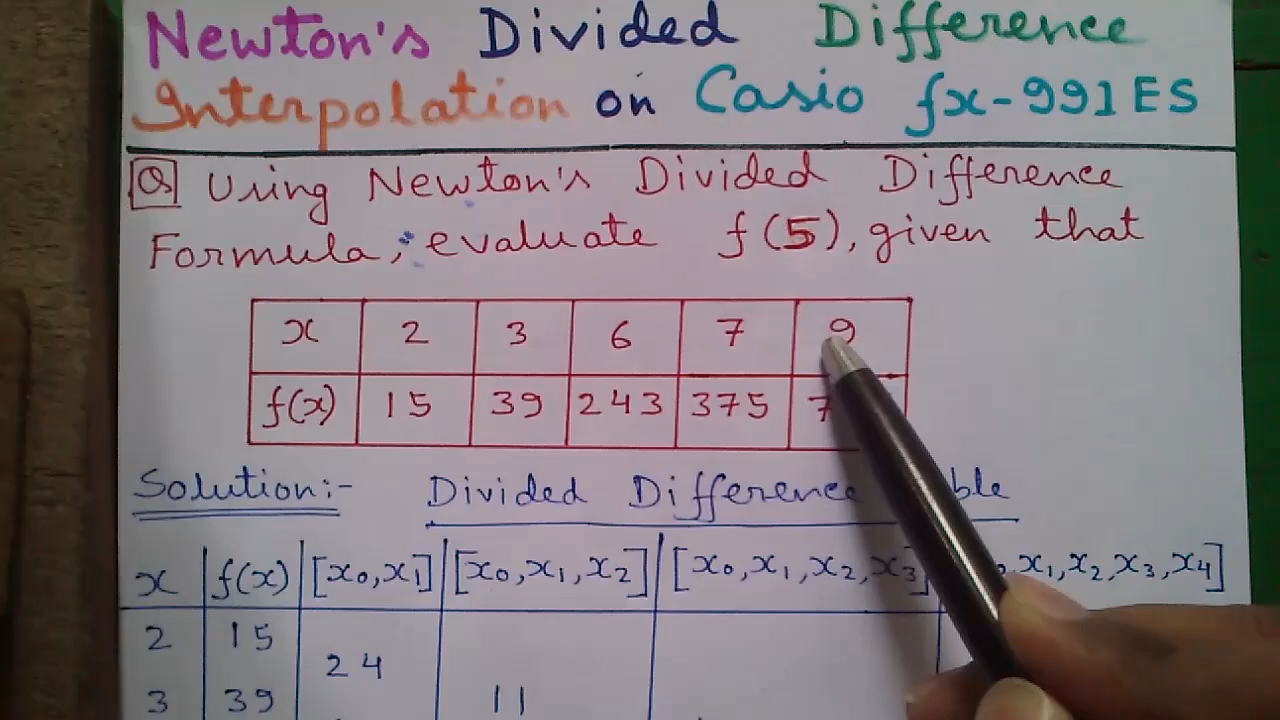 Newton's Divided Difference
Interpolation on Casio fx-991ES
Q Using Newton's Divided Difference
Formula, evaluate f(5), given that
x 2 3 6 7 9
f(x) 15 39 243 375
Solution:- Divided Difference
x f(x) [x0,x1] [x0,x1,x2] [x0,x1,x2,x3] x1,x2,x3,x4]
2 15
24
3 39 11